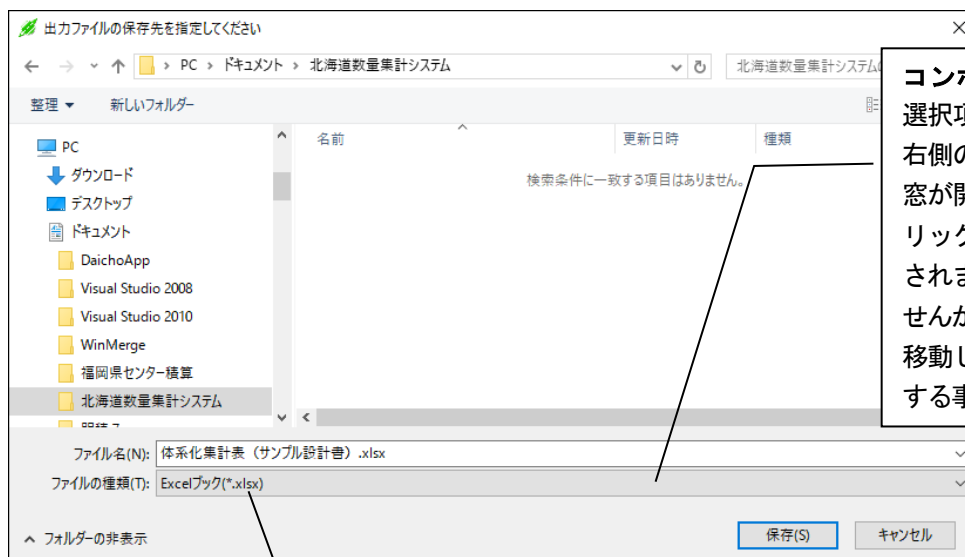 出力ファイルの保存先を指定してください
PC › ドキュメント › 北海道数量集計システム
北海道数量集計システム
整理 新しいフォルダー
名前 更新日時 種類
検索条件に一致する項目はありません。
PC
ダウンロード
デスクトップ
ドキュメント
DaichoApp
Visual Studio 2008
Visual Studio 2010
WinMerge
福岡県センター積算
北海道数量集計システム
ファイル名(N): 体系化集計表（サンプル設計書）.xlsx
ファイルの種類(T): Excelブック(*.xlsx)
フォルダーの非表示
保存(S) キャンセル
コンボ
選択項
右側の
窓が開
リック
されま
せんが
移動し
する事